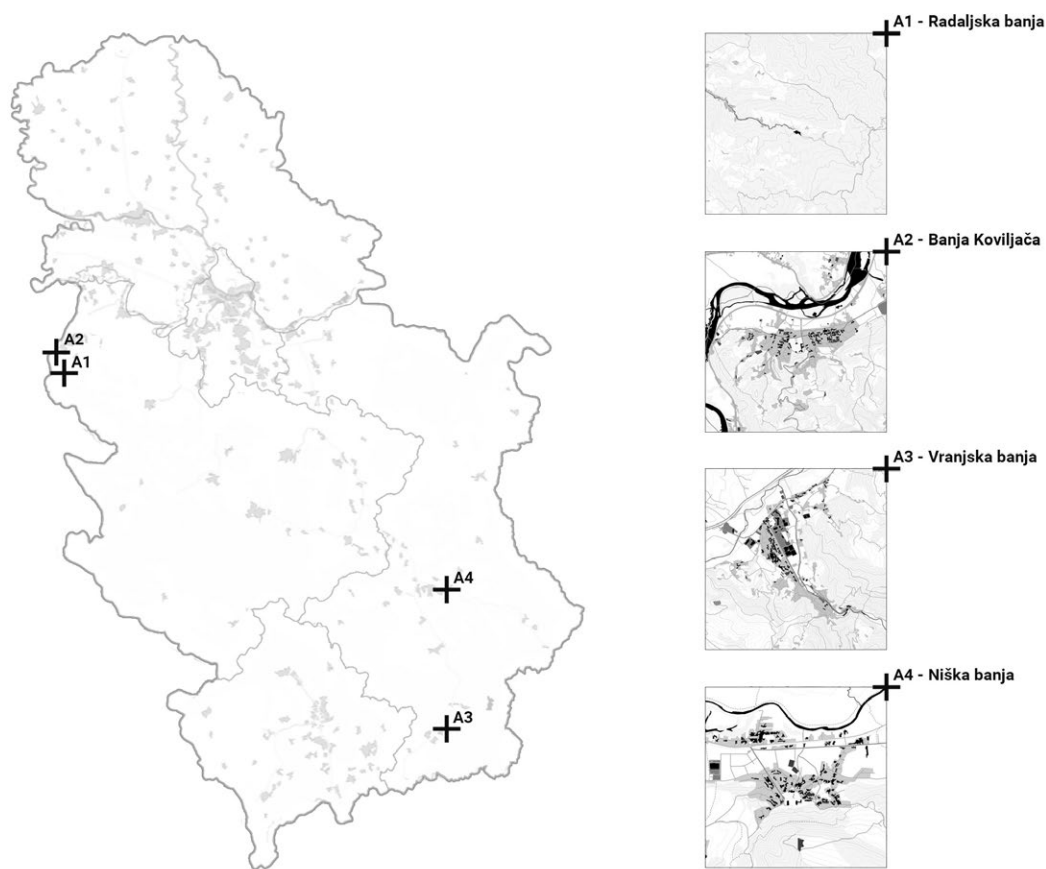 A2
A1
A4
A3
A1 - Radaljska banja
A2 - Banja Koviljača
A3 - Vranjska banja
A4 - Niška banja